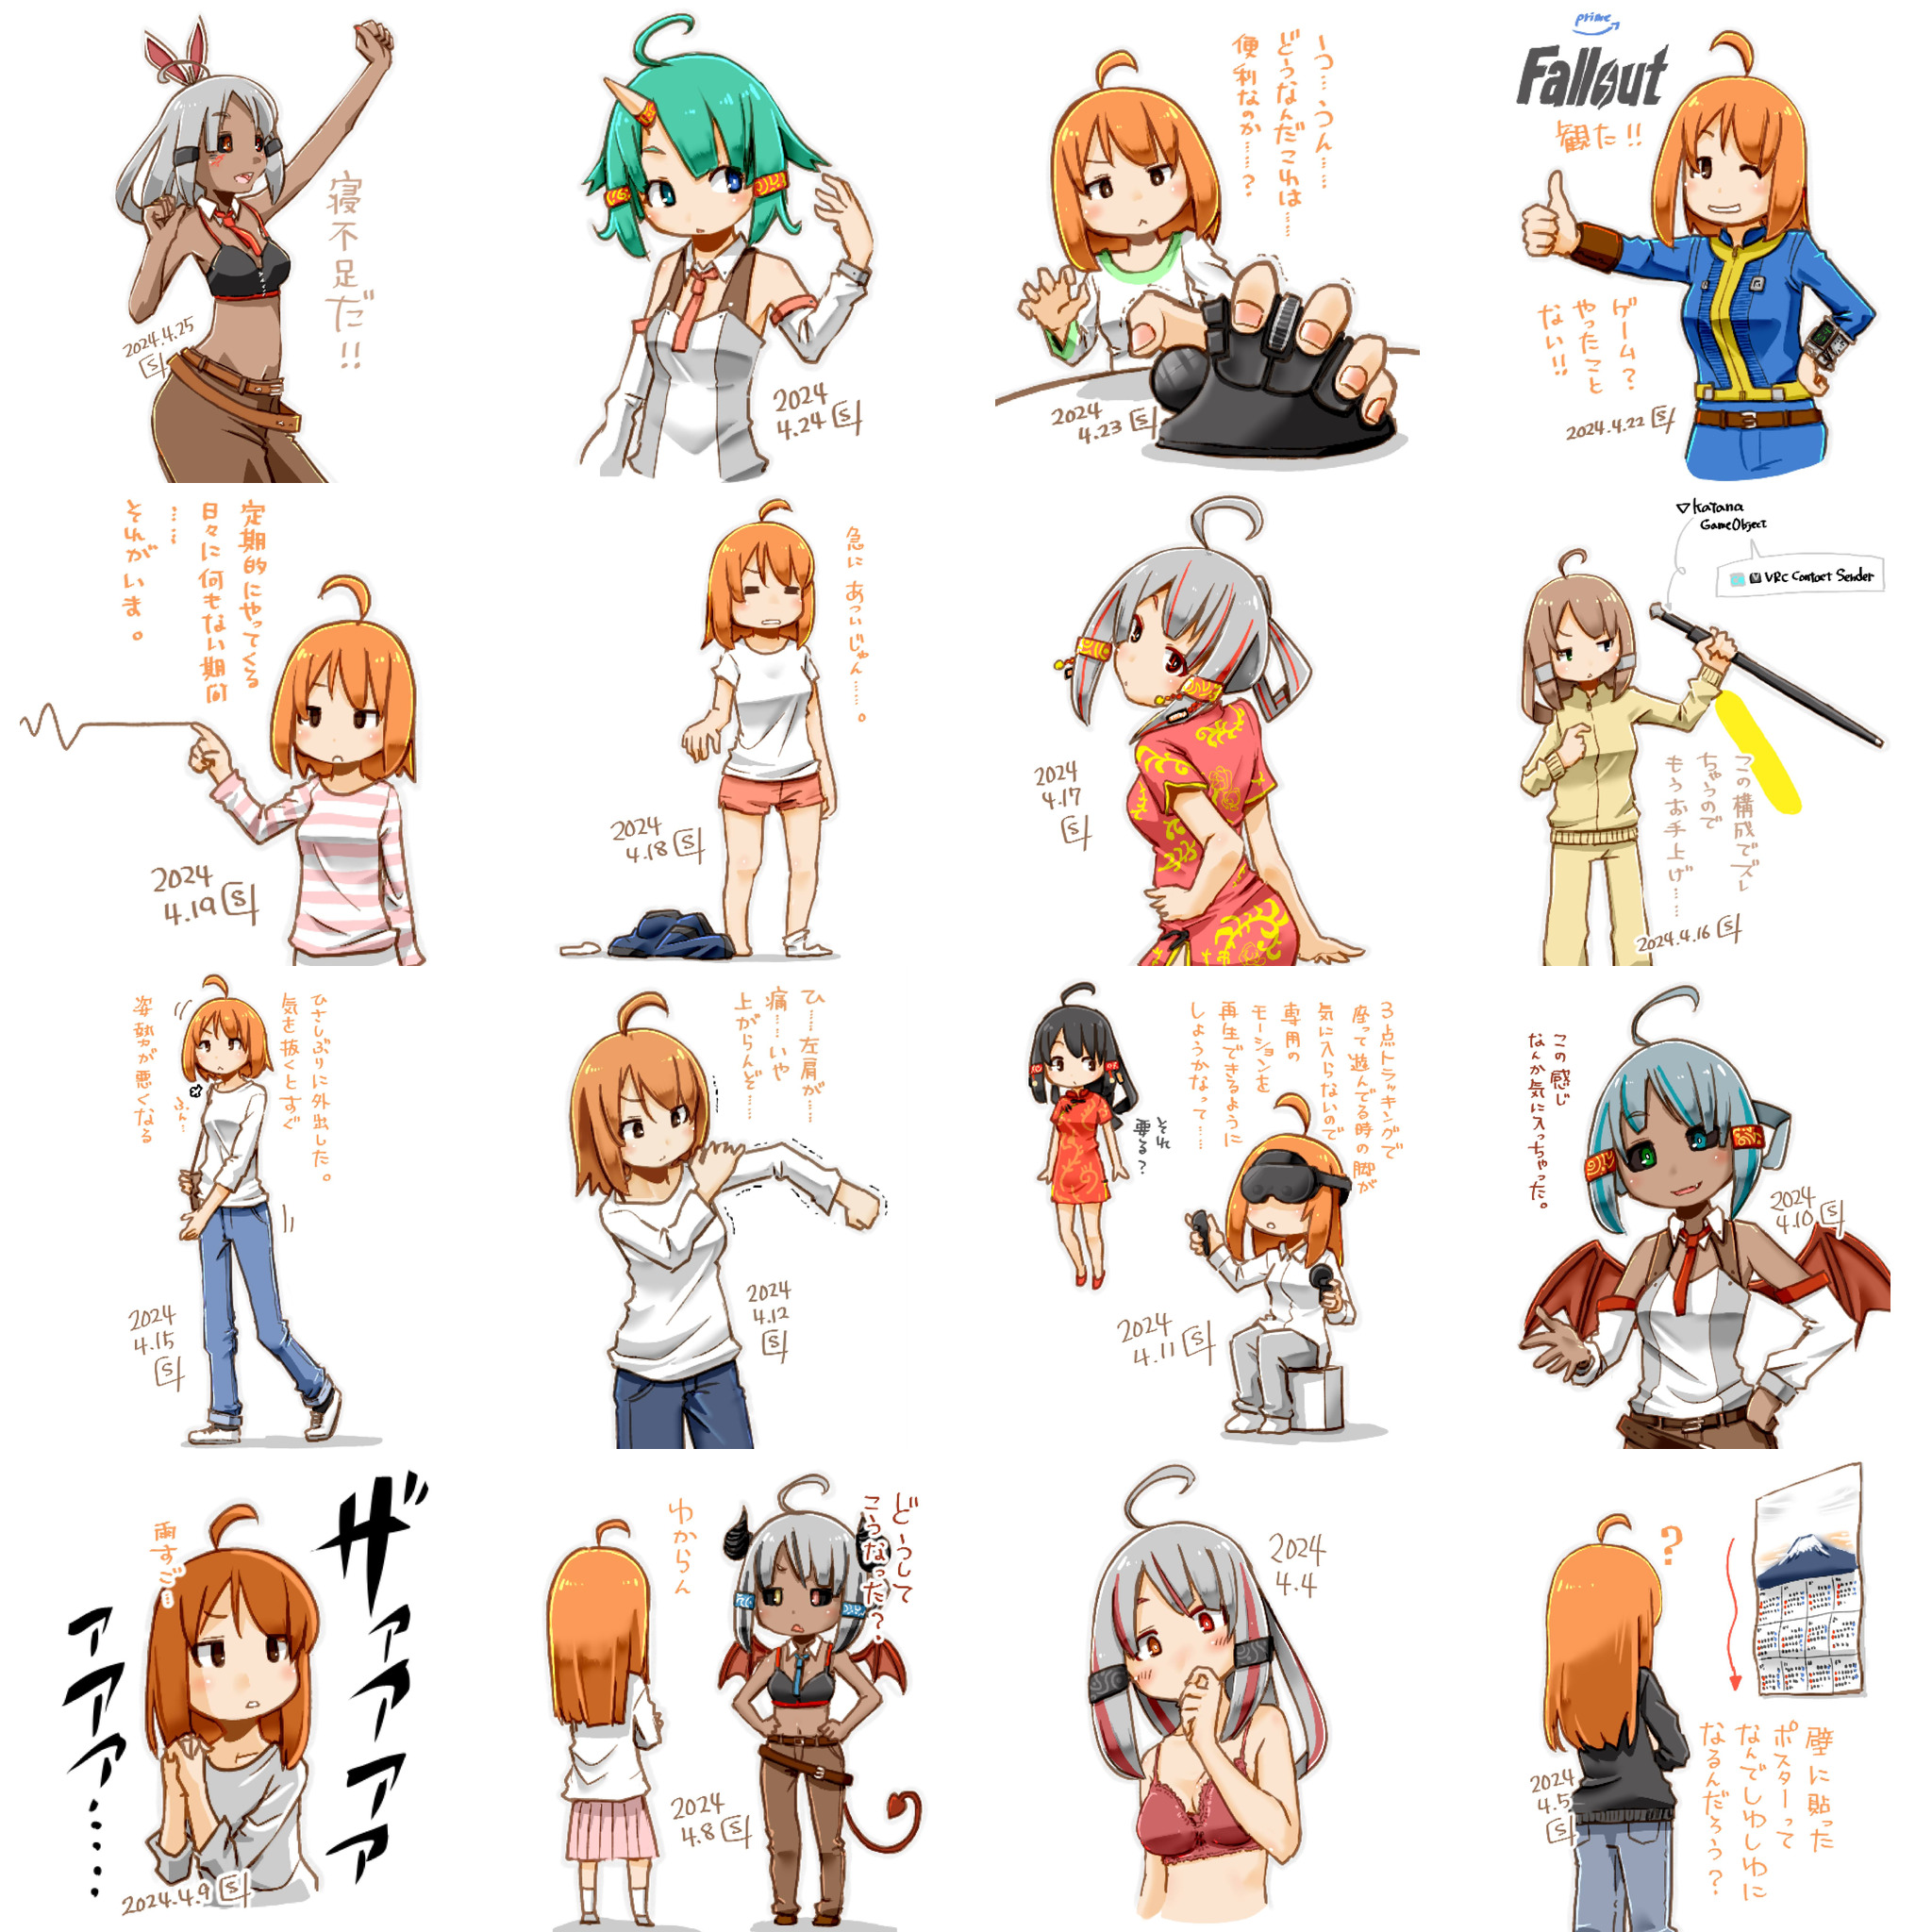 寝不足だ!!
2024.4.25
S
2024
4.24 S
うっ……うん……
どうなんだこれは……
便利なのか……?
2024
4.23 S
prime
Fallout
観た!!
ゲーム?
やったこと
ない!!
2024.4.22 S
定期的にやってくる
日々に何もない期間
……
それがいま。
2024
4.19 S
急に あついじゃん……。
2024
4.18 S
2024
4.17
S
▽katana
GameObject
VRC Contact Sender
この構成でズレ
ちゃうので
もうお手上げ……
2024.4.16 S
ひさしぶりに外出した。
気を抜くとすぐ
姿勢が悪くなる
ふん…
2024
4.15
S
ひ……左肩が……
痛……いや
上がらんぞ……
2024
4.12
S
3点トラッキングで
座って遊んでる時の脚が
気に入らないので
専用の
モーションを
再生できるように
しようかなって……
それ
要る?
2024
4.11 S
この感じ
なんか気に入っちゃった。
2024
4.10 S
雨すご…
ザァァァァ
ァァァァ……
2024.4.9 S
わからん
どうして
こうなった?
2024
4.8 S
2024
4.4
?
壁に貼った
ポスターって
なんでしわしわに
なるんだろう?
2024
4.5
S